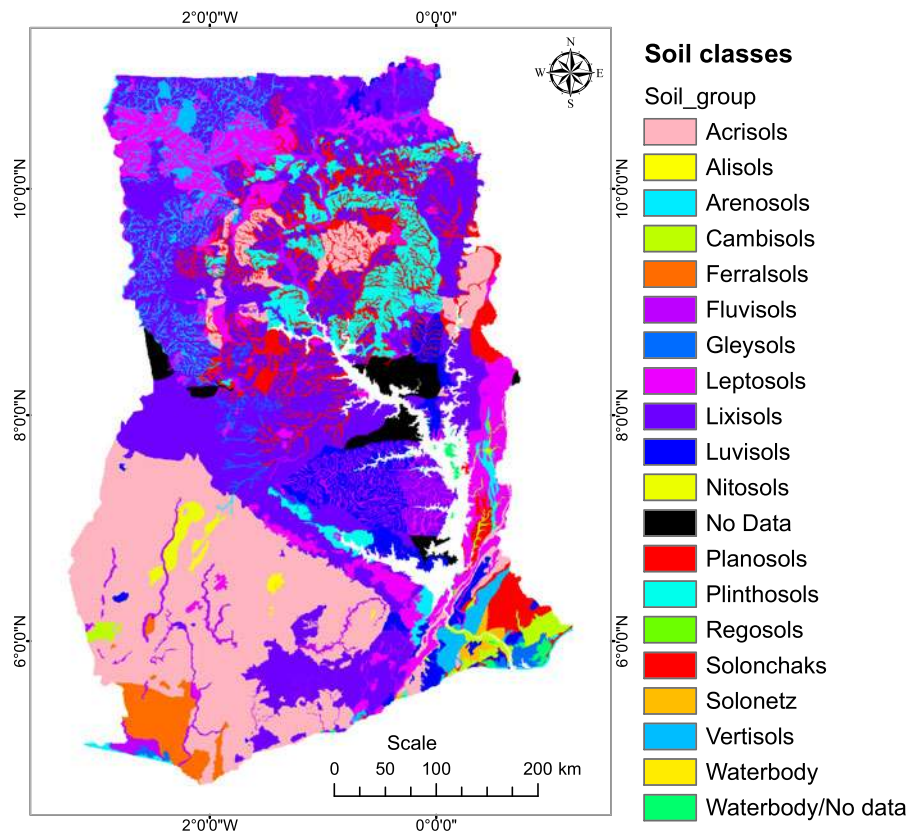 2°0'0"W 0°0'0"
N
W E
S
10°0'0"N 10°0'0"N
8°0'0"N 8°0'0"N
6°0'0"N 6°0'0"N
Scale
0 50 100 200 km
2°0'0"W 0°0'0"
Soil classes
Soil_group
Acrisols
Alisols
Arenosols
Cambisols
Ferralsols
Fluvisols
Gleysols
Leptosols
Lixisols
Luvisols
Nitosols
No Data
Planosols
Plinthosols
Regosols
Solonchaks
Solonetz
Vertisols
Waterbody
Waterbody/No data